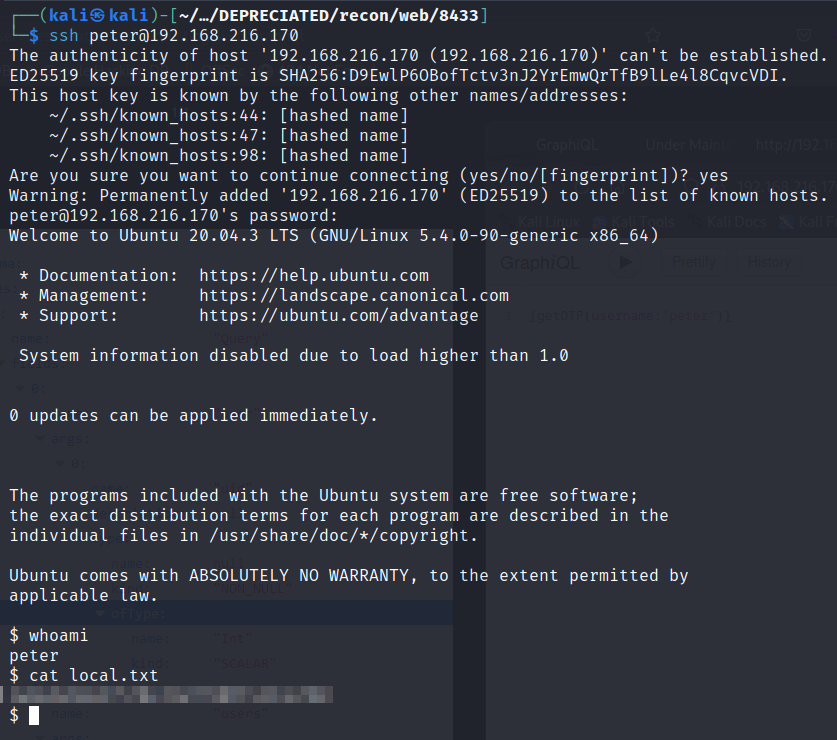 ┌──(kali㉿kali)-[~/…/DEPRECIATED/recon/web/8433]
└─$ ssh peter@192.168.216.170
The authenticity of host '192.168.216.170 (192.168.216.170)' can't be established.
ED25519 key fingerprint is SHA256:D9EwlP6OBofTctv3nJ2YrEmwQrTfB9lLe4l8CqvcVDI.
This host key is known by the following other names/addresses:
    ~/.ssh/known_hosts:44: [hashed name]
    ~/.ssh/known_hosts:47: [hashed name]
    ~/.ssh/known_hosts:98: [hashed name]
Are you sure you want to continue connecting (yes/no/[fingerprint])? yes
Warning: Permanently added '192.168.216.170' (ED25519) to the list of known hosts.
peter@192.168.216.170's password:
Welcome to Ubuntu 20.04.3 LTS (GNU/Linux 5.4.0-90-generic x86_64)
 * Documentation:  https://help.ubuntu.com
 * Management:     https://landscape.canonical.com
 * Support:        https://ubuntu.com/advantage
 System information disabled due to load higher than 1.0
0 updates can be applied immediately.
The programs included with the Ubuntu system are free software;
the exact distribution terms for each program are described in the
individual files in /usr/share/doc/*/copyright.
Ubuntu comes with ABSOLUTELY NO WARRANTY, to the extent permitted by
applicable law.
$ whoami
peter
$ cat local.txt
$